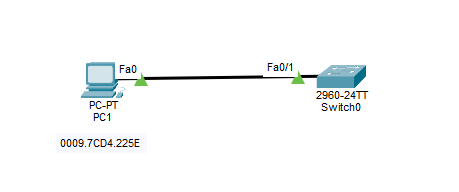 Fa0
Fa0/1
PC-PT
PC1
2960-24TT
Switch0
0009.7CD4.225E